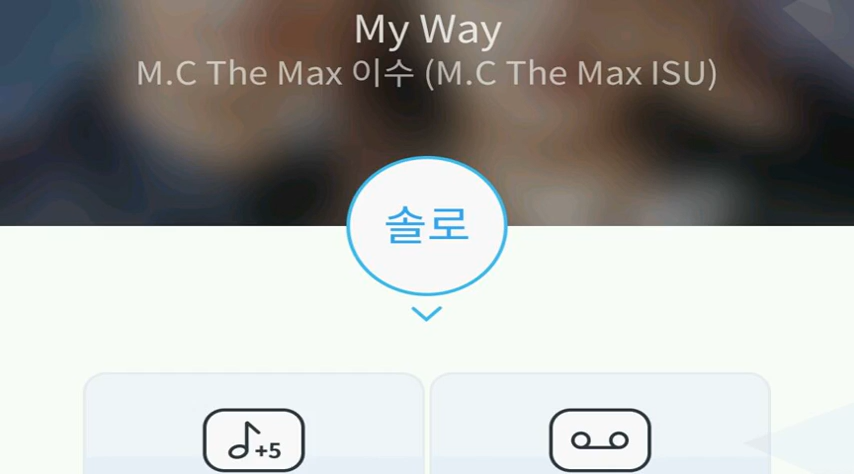 My Way
M.C The Max 이수 (M.C The Max ISU)
솔로
+5